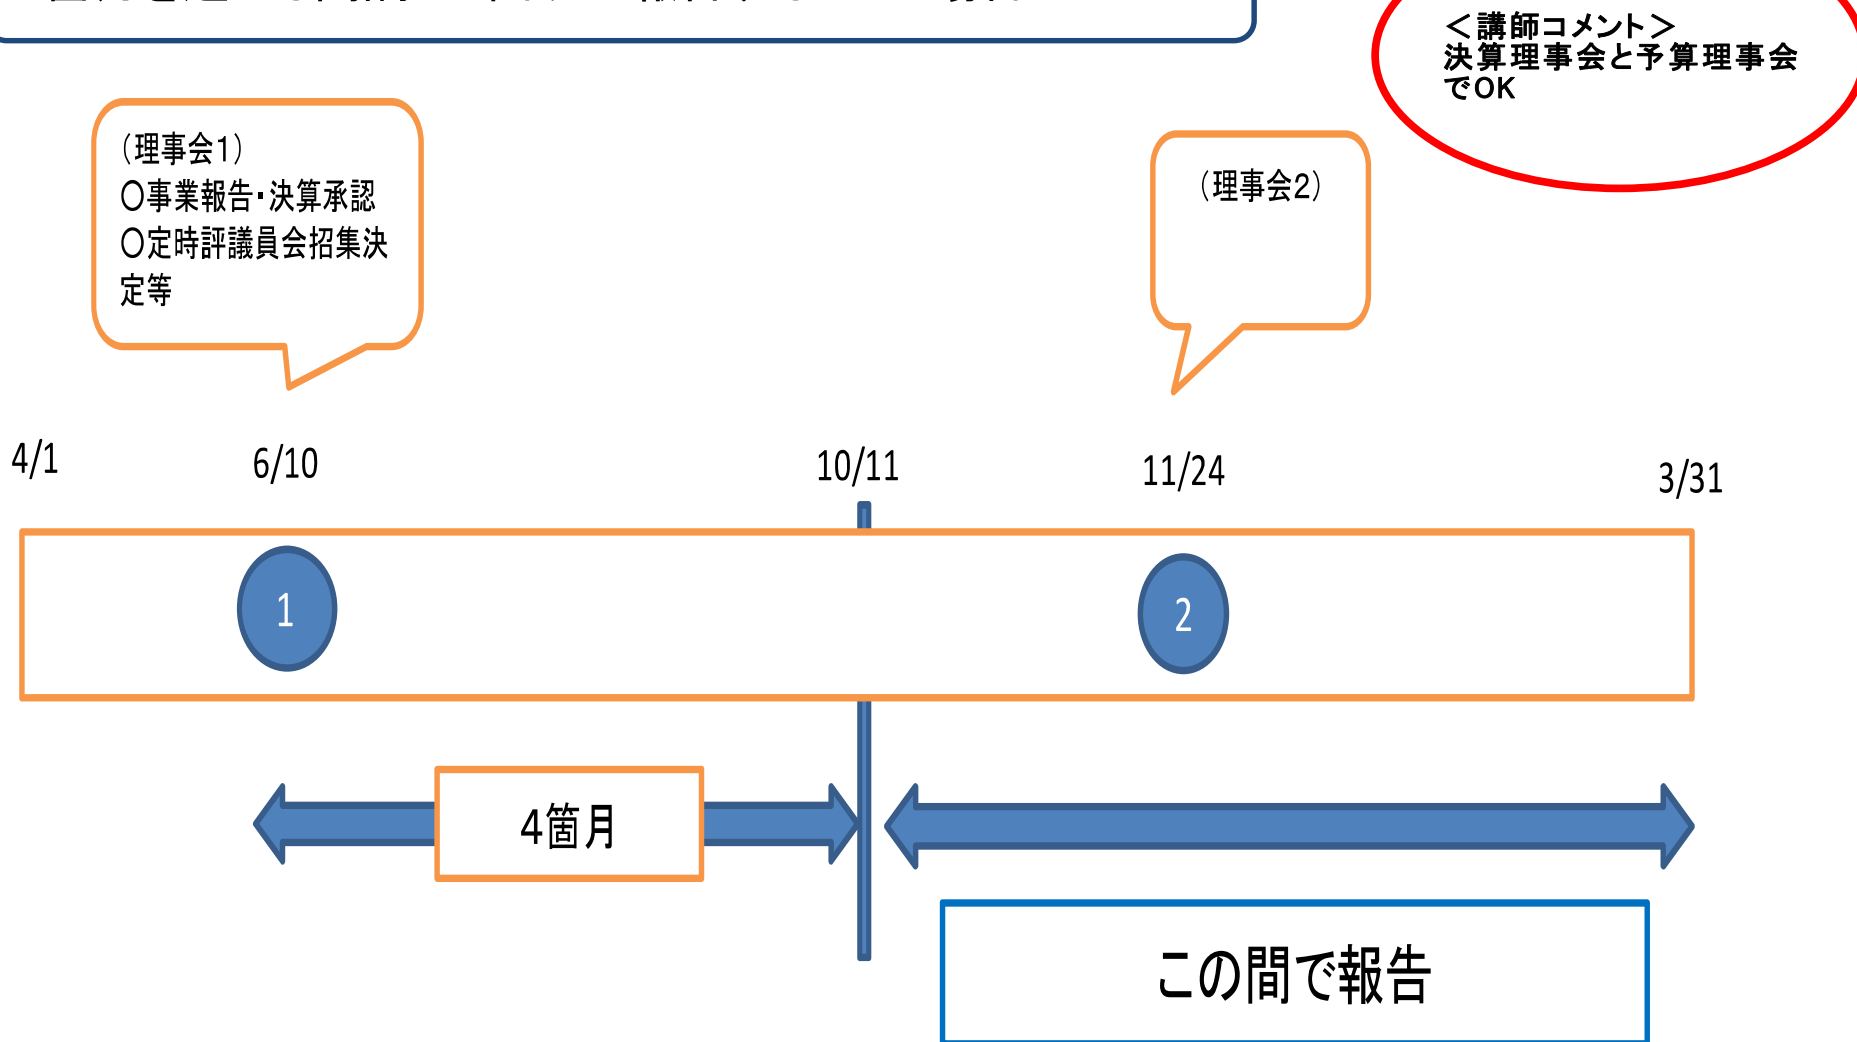 ＜講師コメント＞
決算理事会と予算理事会
でOK
（理事会１）
〇事業報告・決算承認
〇定時評議員会招集決
定等
（理事会２）
4/1
6/10
10/11
11/24
3/31
1
2
4箇月
この間で報告